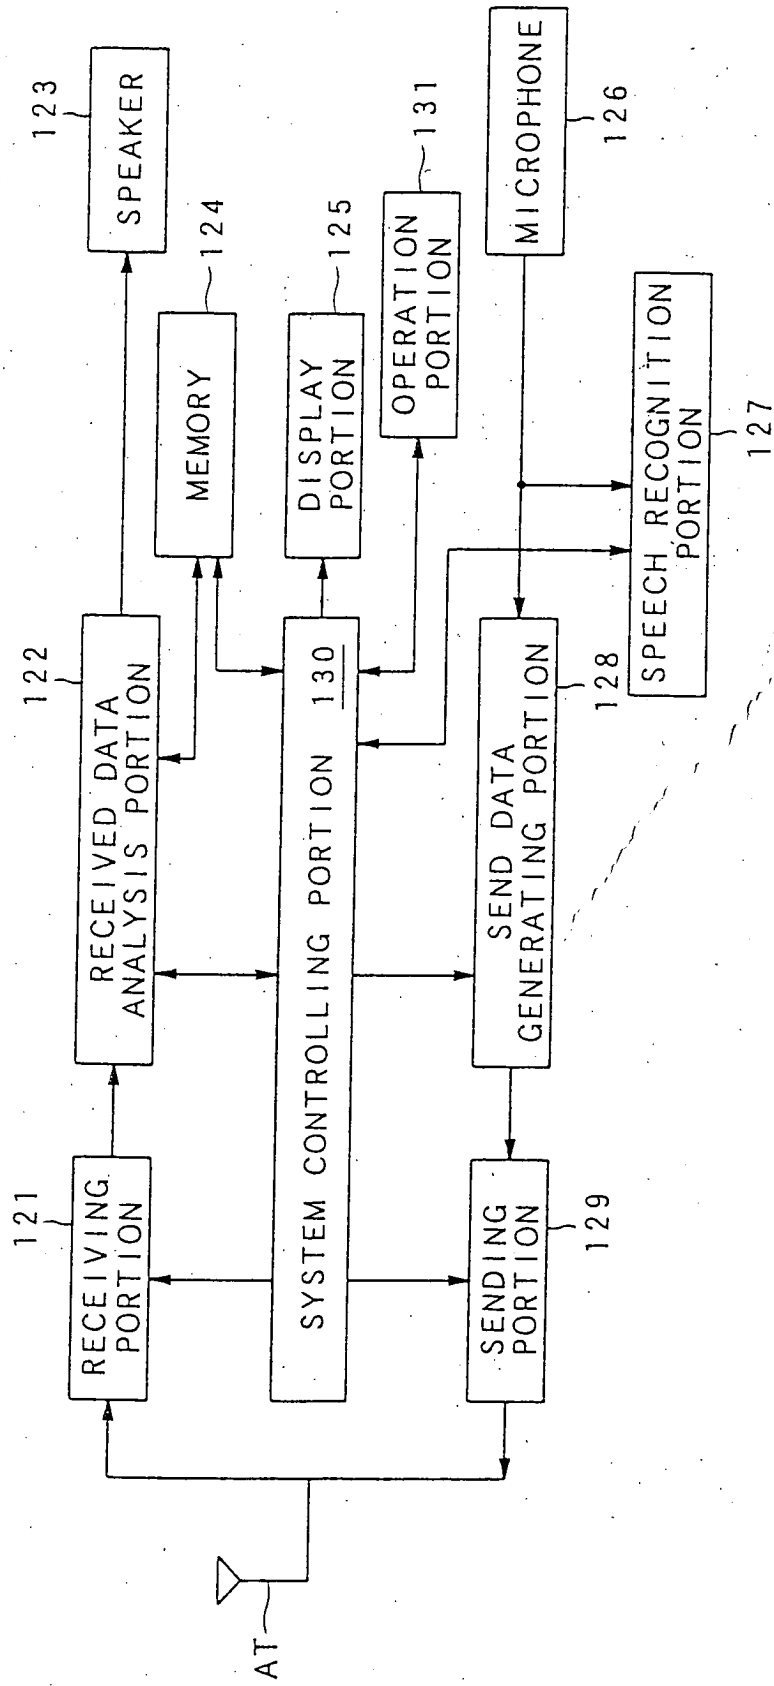 123
SPEAKER
124
MEMORY
125
DISPLAY
PORTION
131
OPERATION
PORTION
MICROPHONE
126
122
RECEIVED DATA
ANALYSIS PORTION
SYSTEM CONTROLLING PORTION 130
SEND DATA
GENERATING PORTION
128
SPEECH RECOGNITION
PORTION
127
121
RECEIVING
PORTION
SENDING
PORTION
129
AT